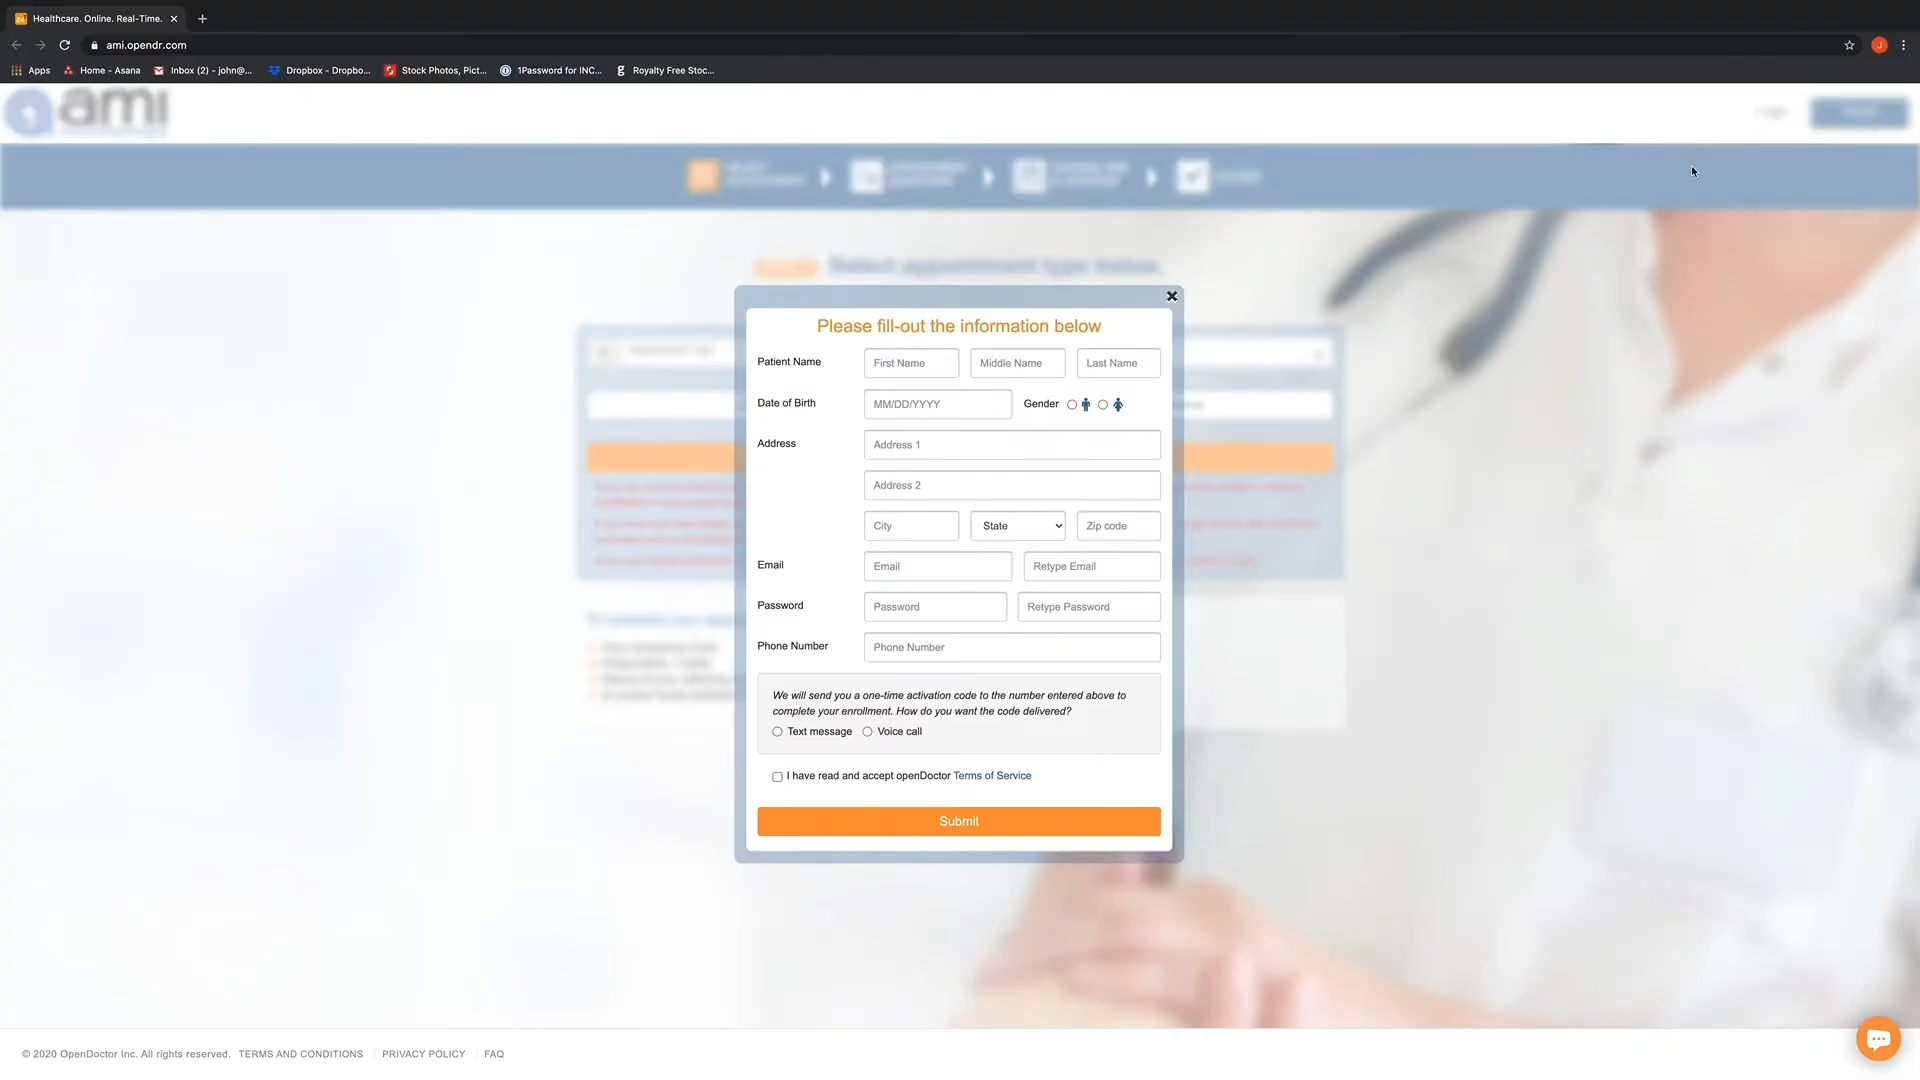 Healthcare. Online. Real-Time.
ami.opendr.com
J
Apps
Home - Asana
Inbox (2) - john@...
Dropbox - Dropbo...
Stock Photos, Pict...
1Password for INC...
Royalty Free Stoc...
ami
Select appointment type below.
Please fill-out the information below
Patient Name First Name Middle Name Last Name
Date of Birth MM/DD/YYYY Gender
Address Address 1
Address 2
City State Zip code
Email Email Retype Email
Password Password Retype Password
Phone Number Phone Number
We will send you a one-time activation code to the number entered above to
complete your enrollment. How do you want the code delivered?
Text message Voice call
I have read and accept openDoctor Terms of Service
Submit
© 2020 OpenDoctor Inc. All rights reserved. TERMS AND CONDITIONS PRIVACY POLICY FAQ